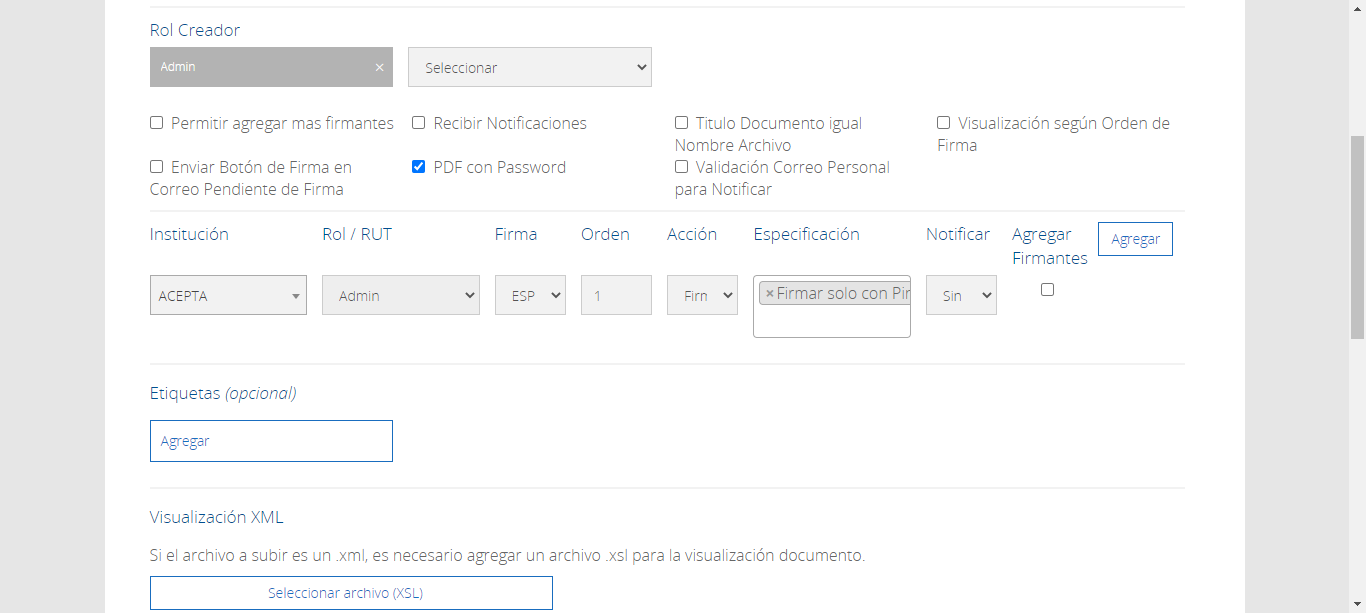 Rol Creador
Admin ×
Seleccionar
Permitir agregar mas firmantes
Recibir Notificaciones
Titulo Documento igual
Nombre Archivo
Visualización según Orden de
Firma
Enviar Botón de Firma en
Correo Pendiente de Firma
PDF con Password
Validación Correo Personal
para Notificar
Institución
Rol / RUT
Firma
Orden
Acción
Especificación
Notificar
Agregar
Firmantes
Agregar
ACEPTA
Admin
ESP
1
Firn
×Firmar solo con Pin
Sin
Etiquetas (opcional)
Agregar
Visualización XML
Si el archivo a subir es un .xml, es necesario agregar un archivo .xsl para la visualización documento.
Seleccionar archivo (XSL)